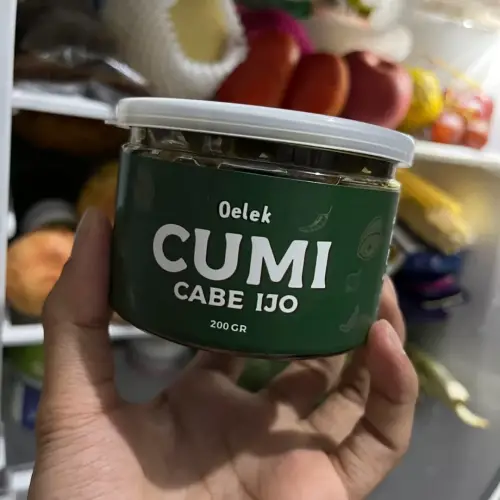 Oelek
CUMI
CABE IJO
200 GR